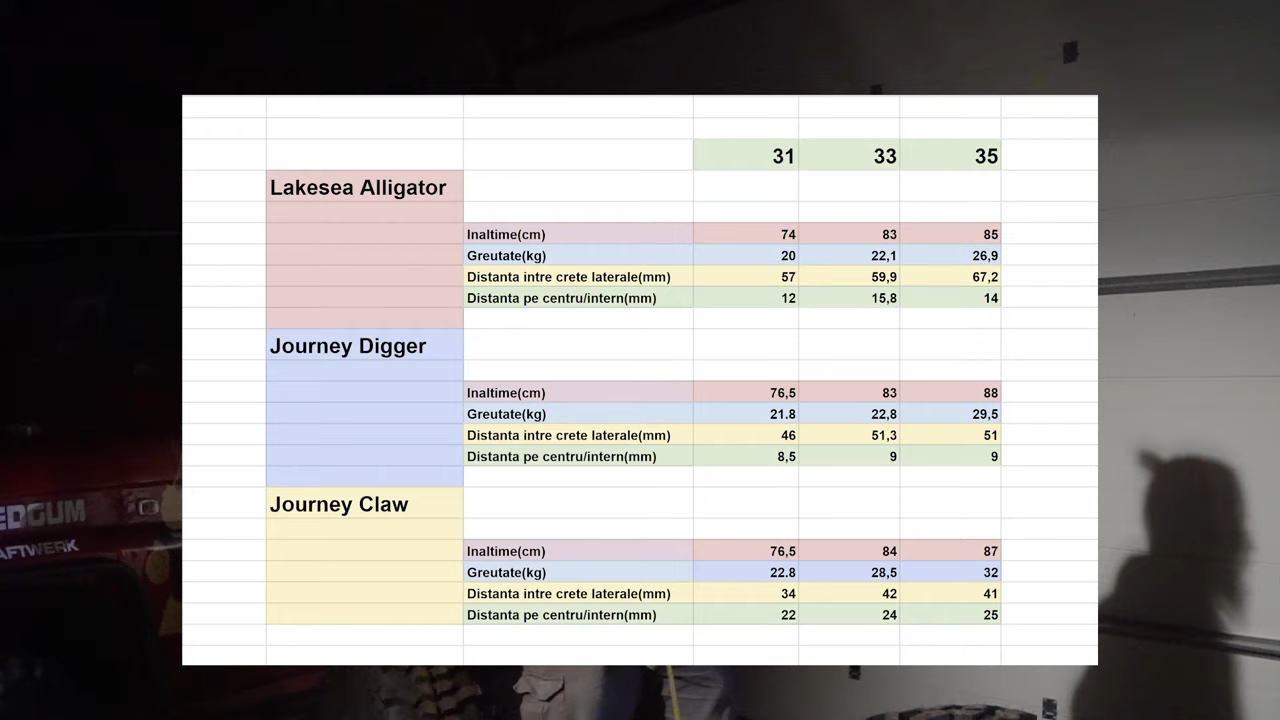 31 33 35
Lakesea Alligator
Inaltime(cm) 74 83 85
Greutate(kg) 20 22,1 26,9
Distanta intre crete laterale(mm) 57 59,9 67,2
Distanta pe centru/intern(mm) 12 15,8 14
Journey Digger
Inaltime(cm) 76,5 83 88
Greutate(kg) 21.8 22,8 29,5
Distanta intre crete laterale(mm) 46 51,3 51
Distanta pe centru/intern(mm) 8,5 9 9
Journey Claw
Inaltime(cm) 76,5 84 87
Greutate(kg) 22.8 28,5 32
Distanta intre crete laterale(mm) 34 42 41
Distanta pe centru/intern(mm) 22 24 25
EDGUM
AFTWERK